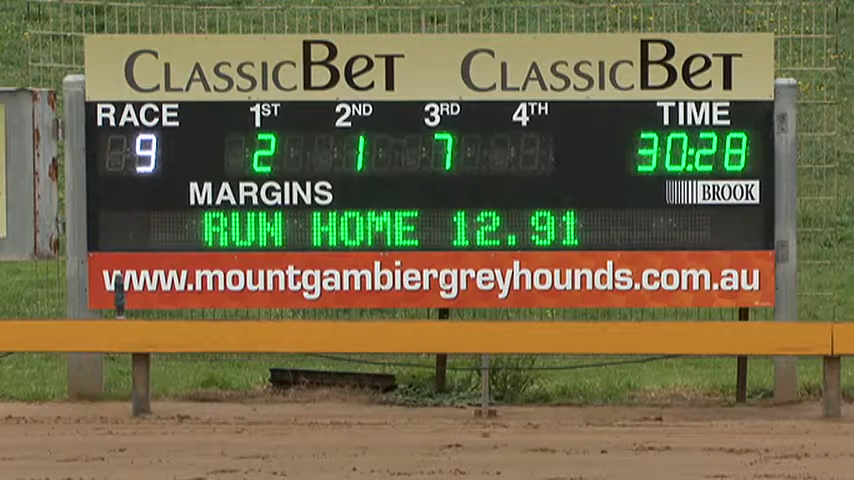 CLASSICBET CLASSICBET
RACE 1ST 2ND 3RD 4TH TIME
9 2 1 7 30:28
MARGINS BROOK
RUN HOME 12.91
www.mountgambiergreyhounds.com.au